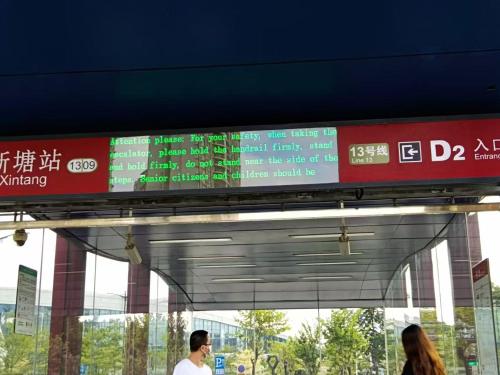 新塘站
Xintang
1309
Attention please: For your safety, when taking the
escalator, please hold the handrail firmly, stand
and hold firmly, do not stand near the side of the
steps. Senior citizens and children should be
13号线
Line 13
D2
入口
Entrance
P